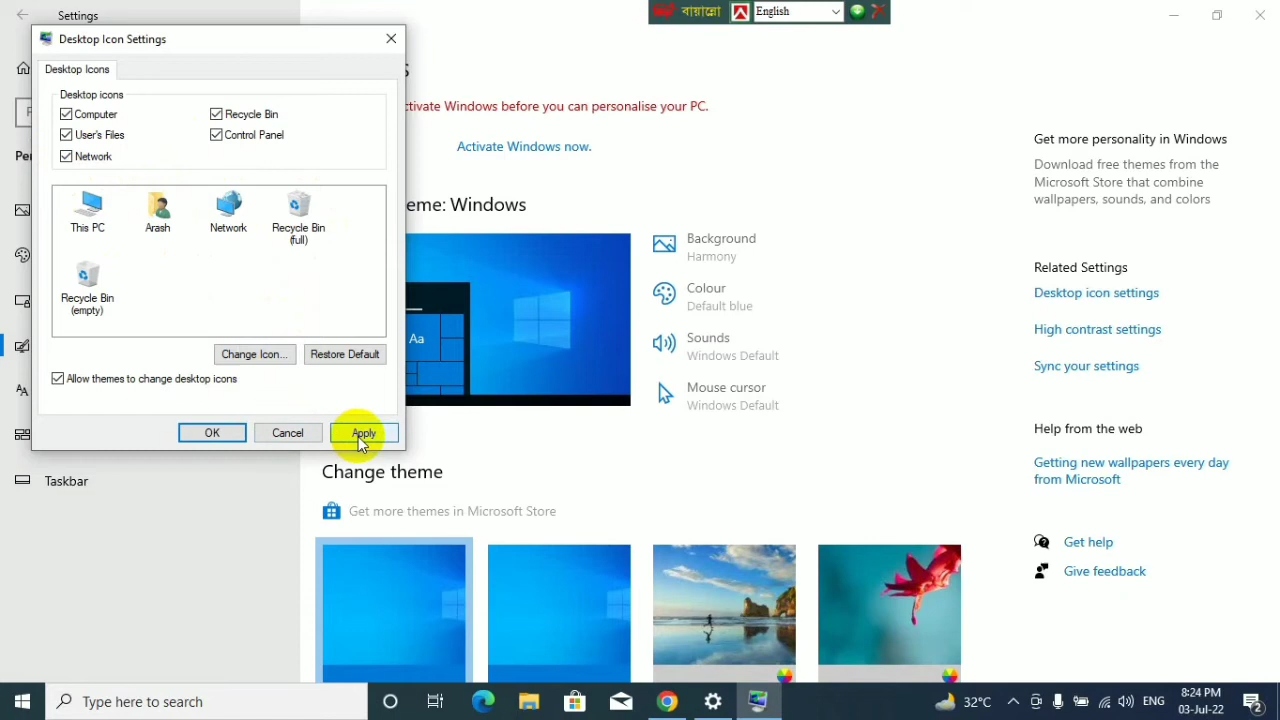 Settings
বায়ান্নো
English
Desktop Icon Settings
Desktop Icons
Desktop icons
Computer
Recycle Bin
User's Files
Control Panel
Network
This PC
Arash
Network
Recycle Bin
(full)
Recycle Bin
(empty)
Change Icon...
Restore Default
Allow themes to change desktop icons
OK
Cancel
Apply
Taskbar
s
ctivate Windows before you can personalise your PC.
Activate Windows now.
eme: Windows
Aa
Background
Harmony
Colour
Default blue
Sounds
Windows Default
Mouse cursor
Windows Default
Change theme
Get more themes in Microsoft Store
Get more personality in Windows
Download free themes from the
Microsoft Store that combine
wallpapers, sounds, and colors
Related Settings
Desktop icon settings
High contrast settings
Sync your settings
Help from the web
Getting new wallpapers every day
from Microsoft
Get help
Give feedback
Type here to search
32°C
ENG
8:24 PM
03-Jul-22
2